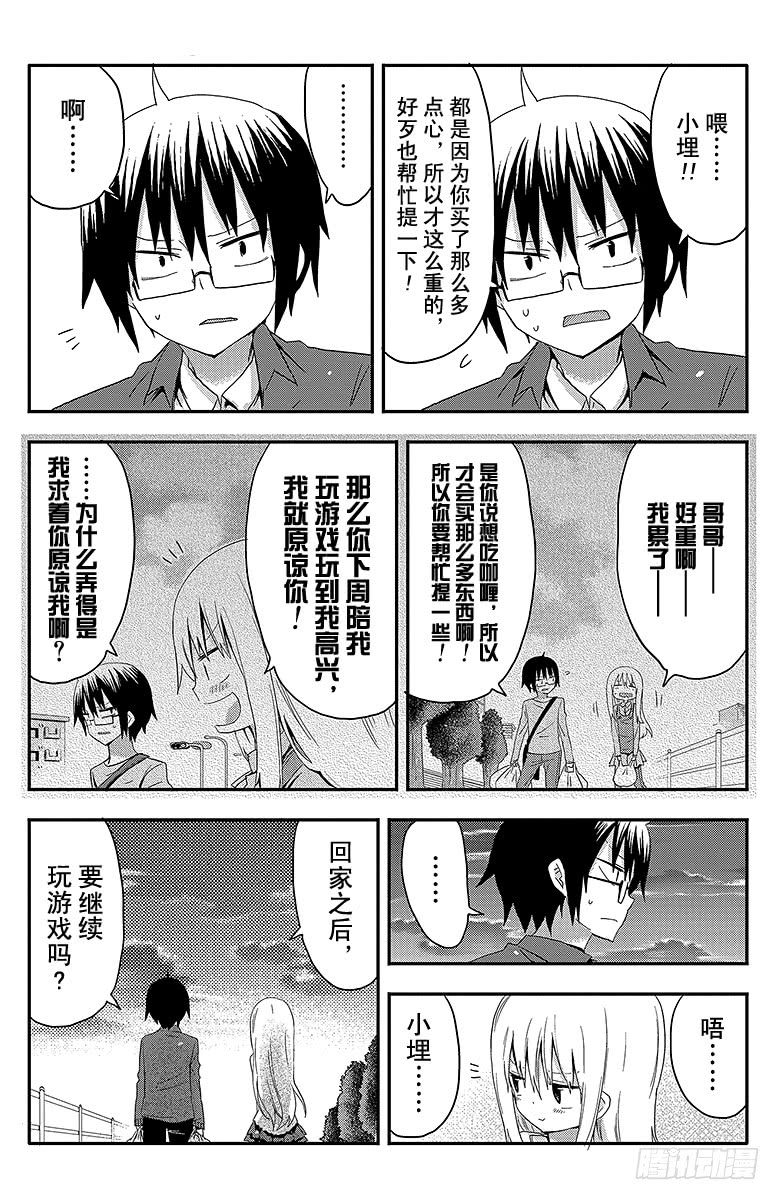 喂……
小埋!!
都是因为你买了那么多
点心，所以才这么重的，
好歹也帮忙提一下！
………
啊……
哥哥——
好重啊
我累了——
是你说想吃咖喱，所以
才会买那么多东西啊！
所以你要帮忙提一些！
那么你下周陪我
玩游戏玩到我高兴，
我就原谅你！
……为什么弄得是
我求着你原谅我啊？
……
唔……
小埋……
回家之后，
要继续
玩游戏吗？
腾讯动漫